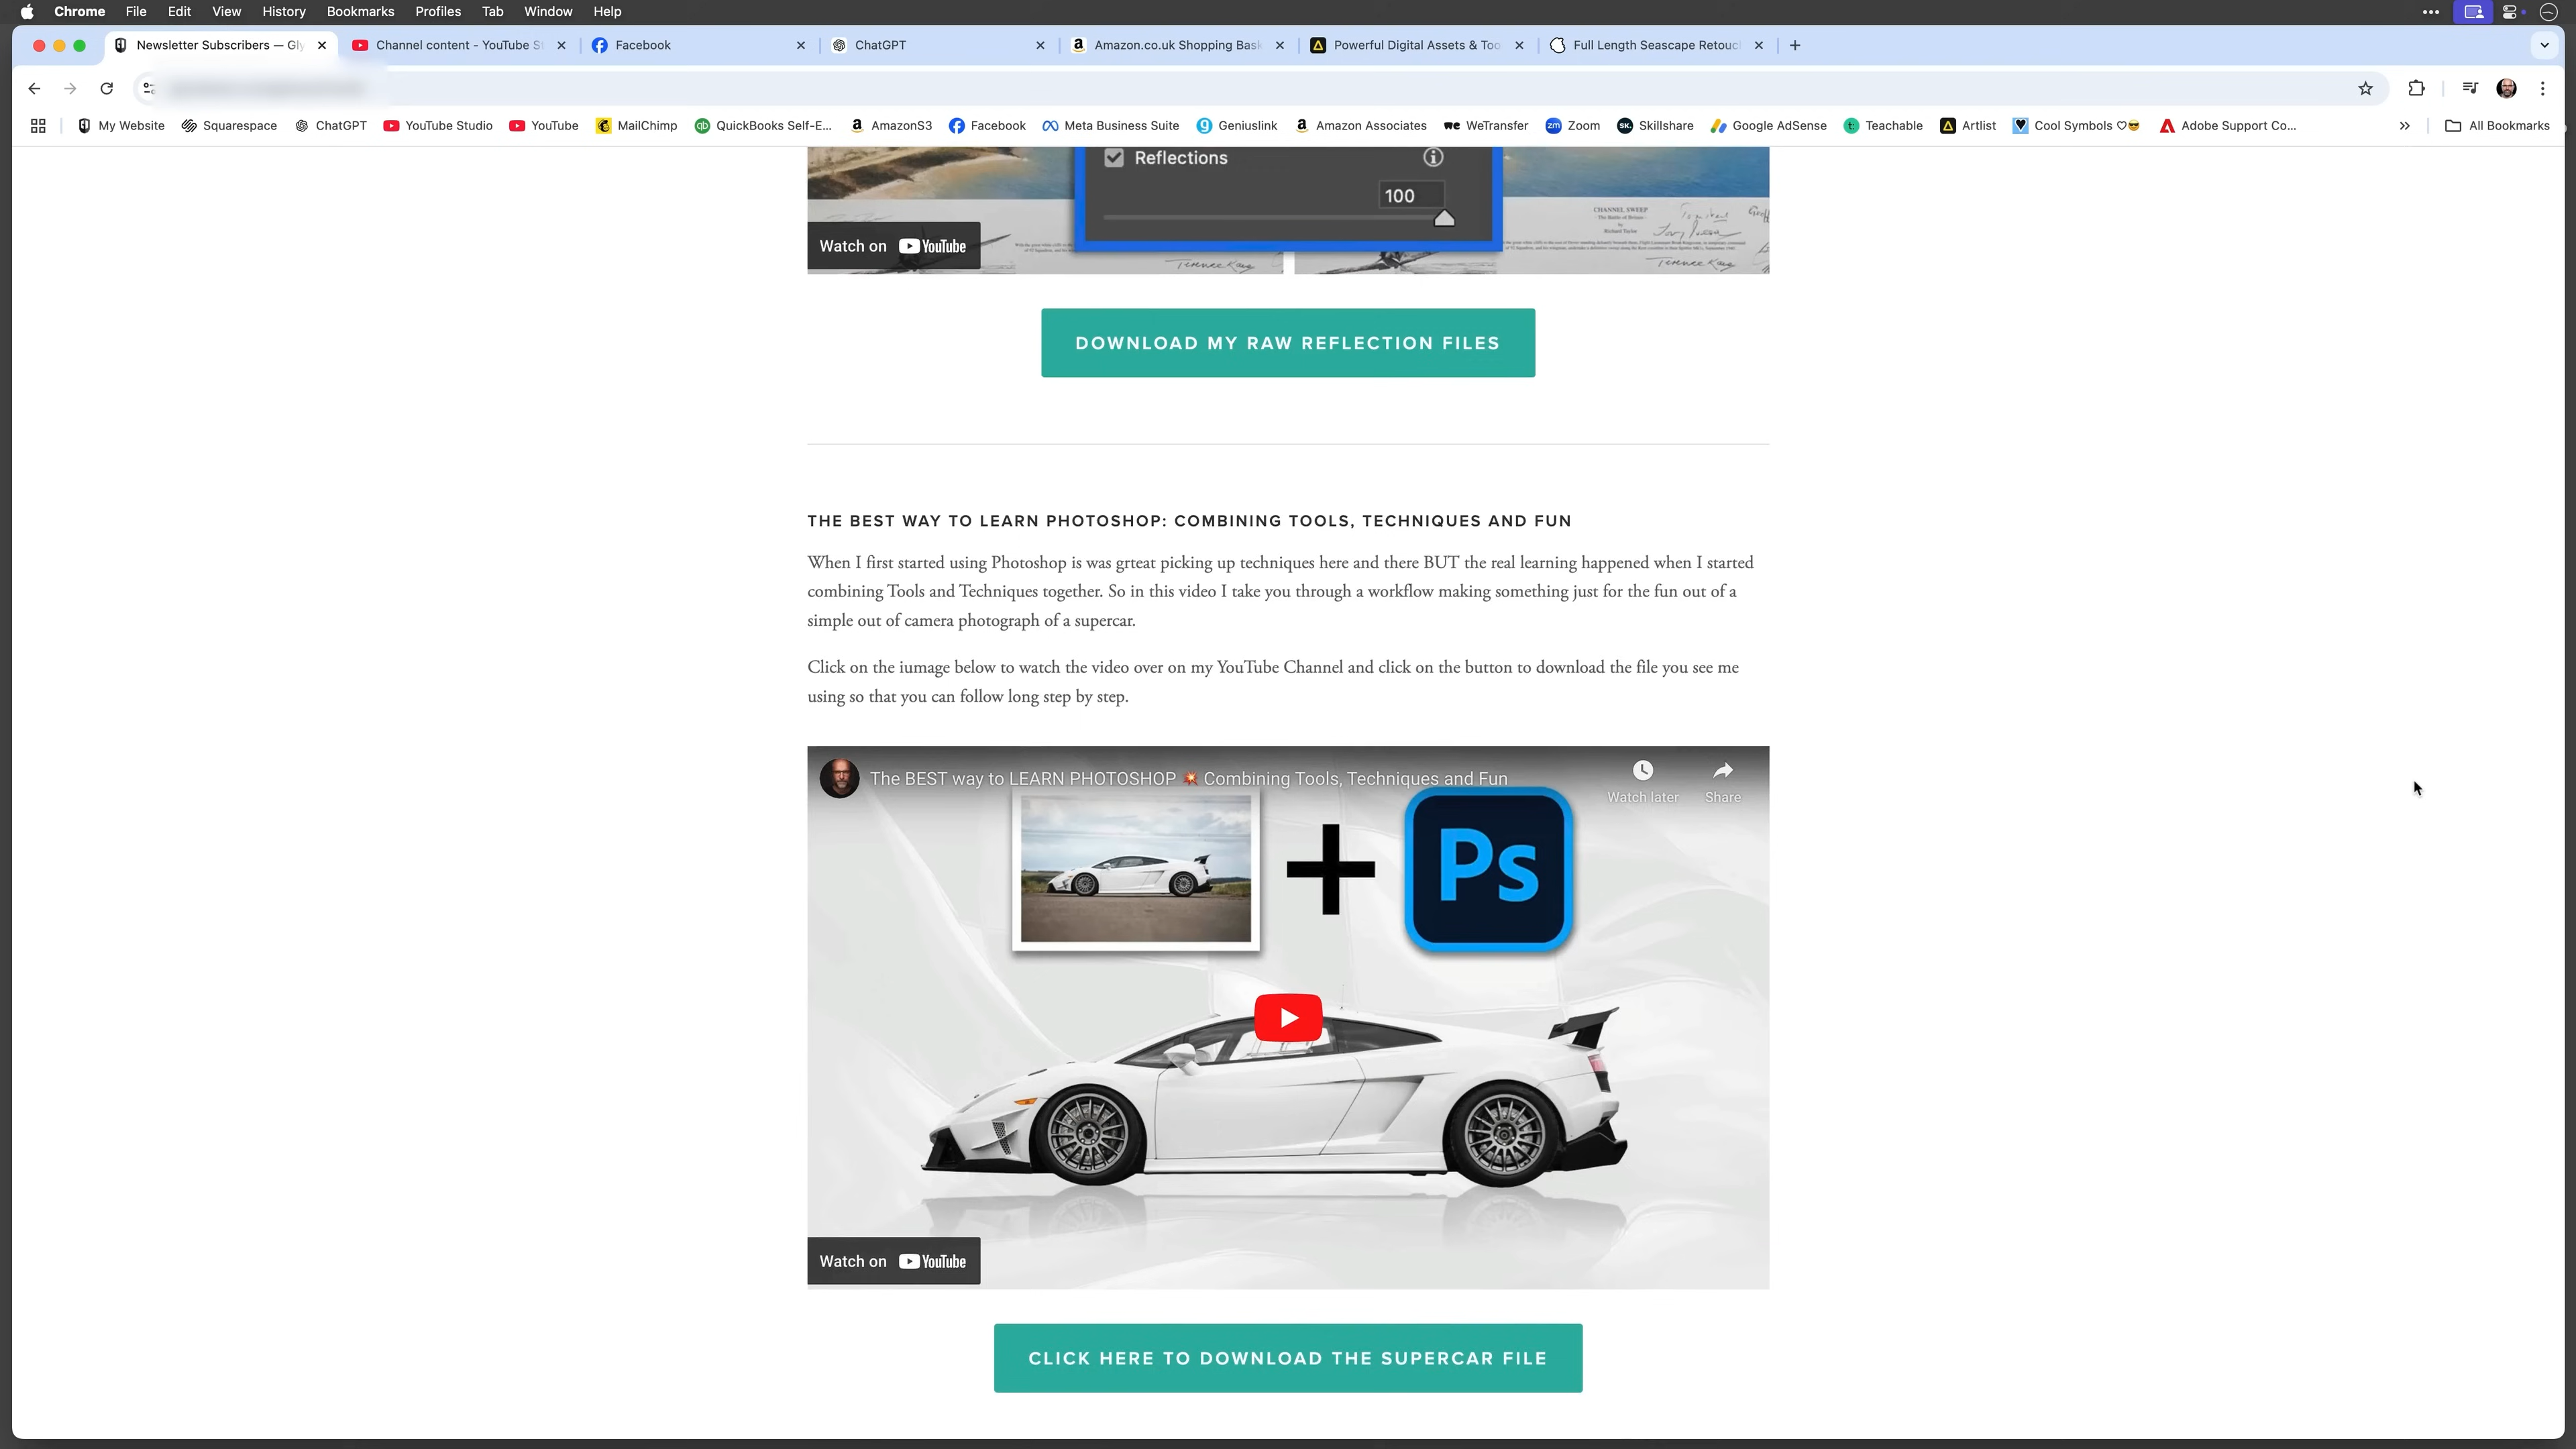 Chrome File Edit View History Bookmarks Profiles Tab Window Help
Newsletter Subscribers — Gly
Channel content - YouTube S
Facebook
ChatGPT
Amazon.co.uk Shopping Bask
Powerful Digital Assets & Too
Full Length Seascape Retouc
My Website Squarespace ChatGPT YouTube Studio YouTube MailChimp QuickBooks Self-E... AmazonS3 Facebook Meta Business Suite Geniuslink Amazon Associates WeTransfer Zoom Skillshare Google AdSense Teachable Artlist Cool Symbols ♡😎 Adobe Support Co... » All Bookmarks
Reflections
100
Watch on YouTube
CHANNEL SWEEP
The Battle of Britain
Richard Taylor
DOWNLOAD MY RAW REFLECTION FILES
THE BEST WAY TO LEARN PHOTOSHOP: COMBINING TOOLS, TECHNIQUES AND FUN
When I first started using Photoshop is was grteat picking up techniques here and there BUT the real learning happened when I started
combining Tools and Techniques together. So in this video I take you through a workflow making something just for the fun out of a
simple out of camera photograph of a supercar.
Click on the iumage below to watch the video over on my YouTube Channel and click on the button to download the file you see me
using so that you can follow long step by step.
The BEST way to LEARN PHOTOSHOP 💥 Combining Tools, Techniques and Fun
Watch later
Share
Ps
Watch on YouTube
CLICK HERE TO DOWNLOAD THE SUPERCAR FILE